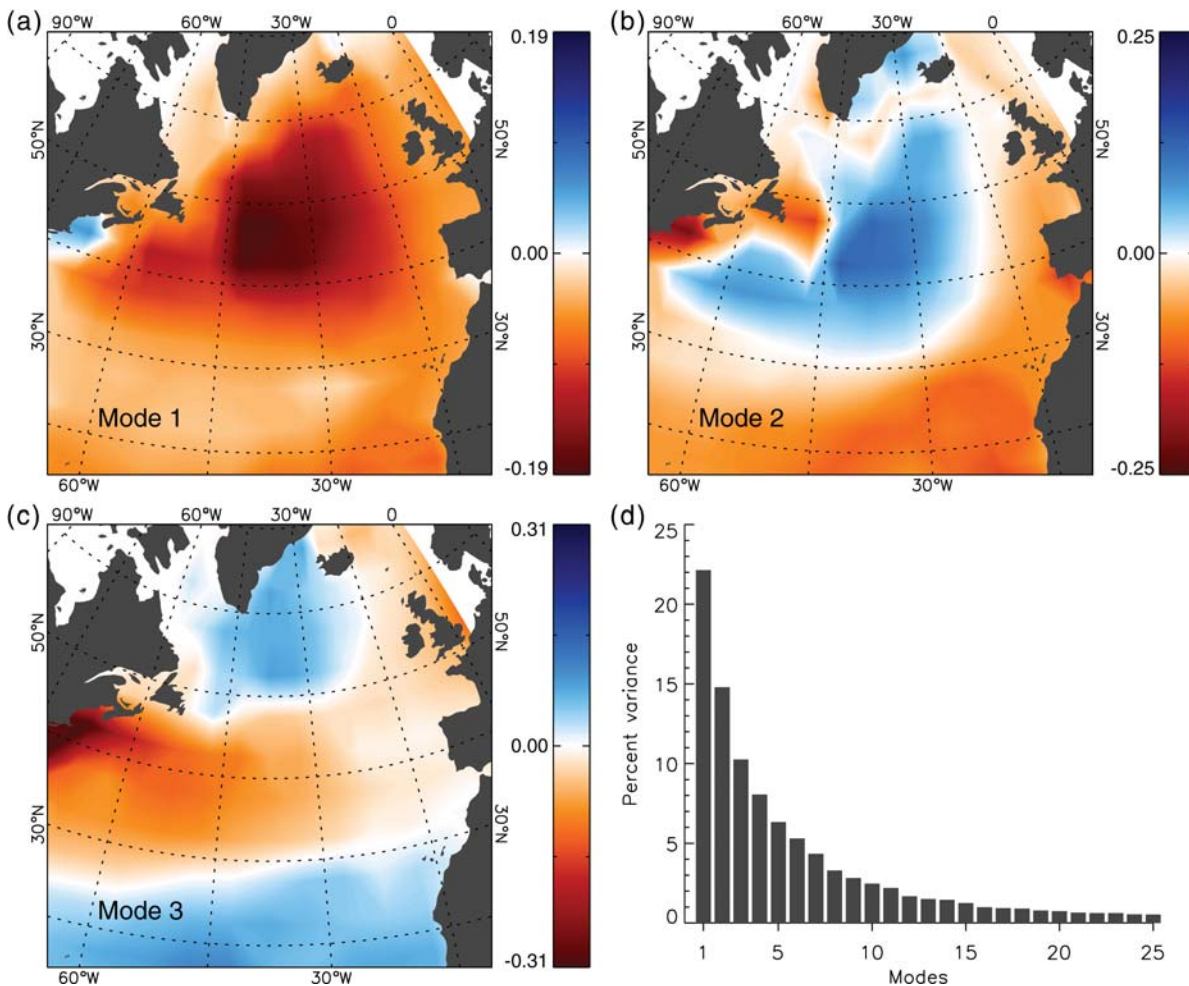 (a)
90°W 60°W 30°W 0
0.19
50°N
50°N
0.00
30°N
30°N
Mode 1
-0.19
60°W 30°W
(b)
90°W 60°W 30°W 0
0.25
50°N
50°N
0.00
30°N
30°N
Mode 2
-0.25
60°W 30°W
(c)
90°W 60°W 30°W 0
0.31
50°N
50°N
0.00
30°N
30°N
Mode 3
-0.31
60°W 30°W
(d)
25
20
15
10
5
0
Percent variance
1 5 10 15 20 25
Modes